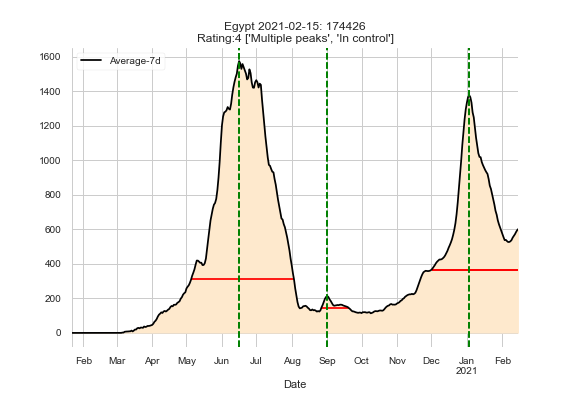 Egypt 2021-02-15: 174426
Rating:4 ['Multiple peaks', 'In control']
Average-7d
1600
1400
1200
1000
800
600
400
200
0
Feb Mar Apr May Jun Jul Aug Sep Oct Nov Dec Jan Feb
2021
Date